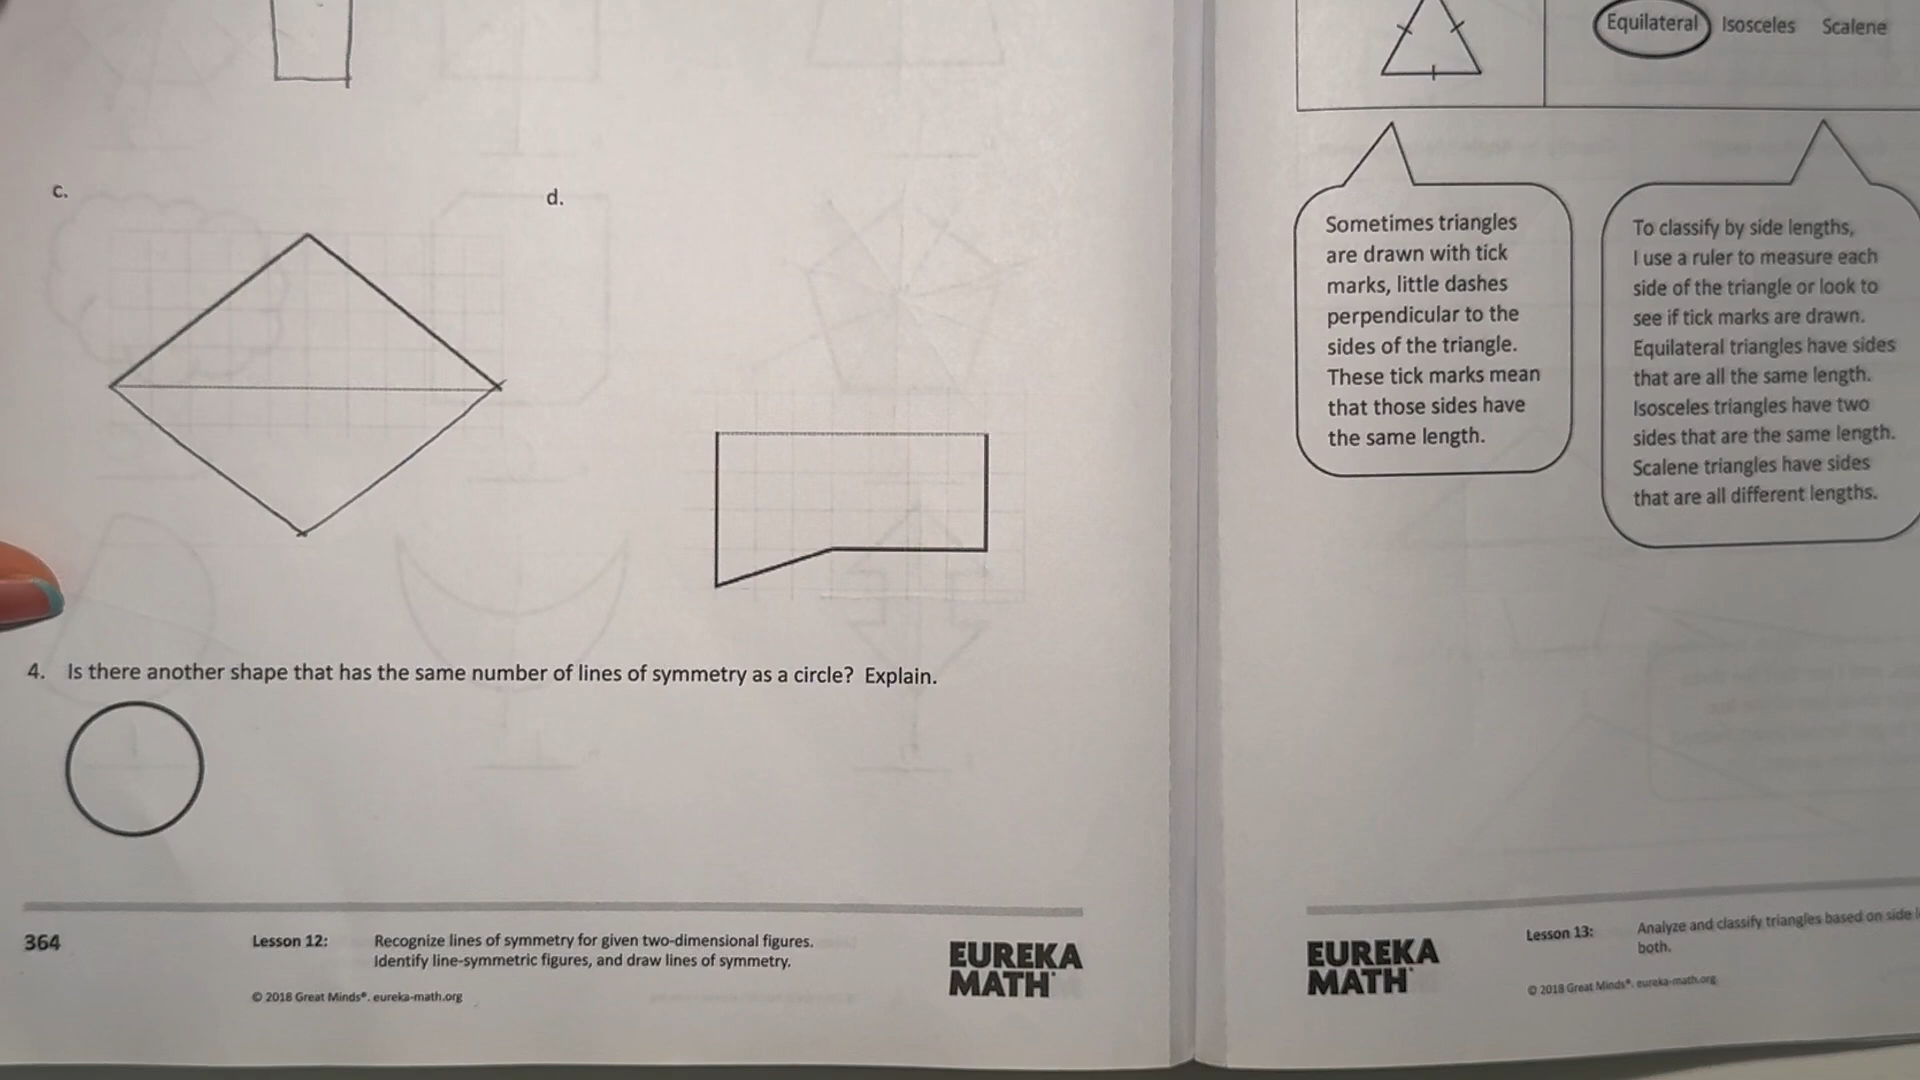 c.
d.
4. Is there another shape that has the same number of lines of symmetry as a circle? Explain.
364
Lesson 12: Recognize lines of symmetry for given two-dimensional figures.
Identify line-symmetric figures, and draw lines of symmetry.
© 2018 Great Minds®. eureka-math.org
EUREKA
MATH
Equilateral Isosceles Scalene
Sometimes triangles
are drawn with tick
marks, little dashes
perpendicular to the
sides of the triangle.
These tick marks mean
that those sides have
the same length.
To classify by side lengths,
I use a ruler to measure each
side of the triangle or look to
see if tick marks are drawn.
Equilateral triangles have sides
that are all the same length.
Isosceles triangles have two
sides that are the same length.
Scalene triangles have sides
that are all different lengths.
EUREKA
MATH
Lesson 13: Analyze and classify triangles based on side
both.
© 2018 Great Minds®. eureka-math.org